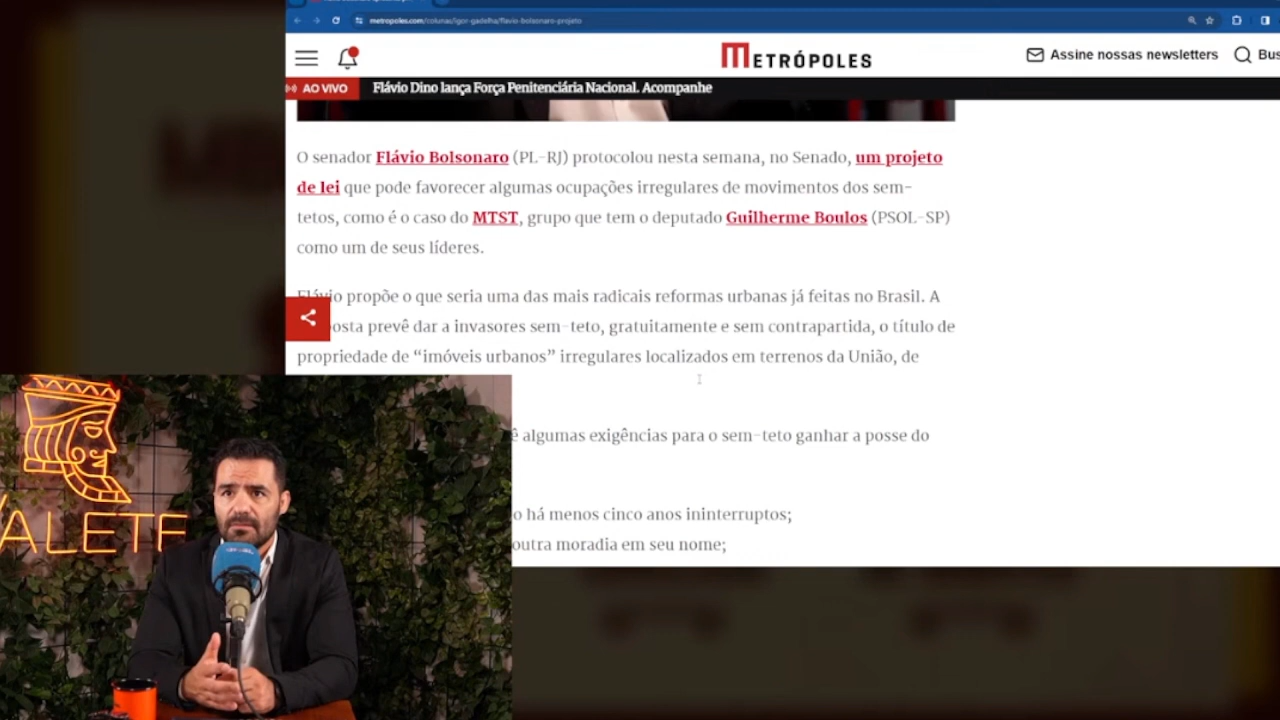 metropoles.com/colunas/igor-gadelha/flavio-bolsonaro-projeto
METRÓPOLES
Assine nossas newsletters
Bus
AO VIVO
Flávio Dino lança Força Penitenciária Nacional. Acompanhe
O senador Flávio Bolsonaro (PL-RJ) protocolou nesta semana, no Senado, um projeto
de lei que pode favorecer algumas ocupações irregulares de movimentos dos sem-
tetos, como é o caso do MTST, grupo que tem o deputado Guilherme Boulos (PSOL-SP)
como um de seus líderes.
Flávio propõe o que seria uma das mais radicais reformas urbanas já feitas no Brasil. A
posta prevê dar a invasores sem-teto, gratuitamente e sem contrapartida, o título de
propriedade de “imóveis urbanos” irregulares localizados em terrenos da União, de
ê algumas exigências para o sem-teto ganhar a posse do
o há menos cinco anos ininterruptos;
outra moradia em seu nome;
VALETE